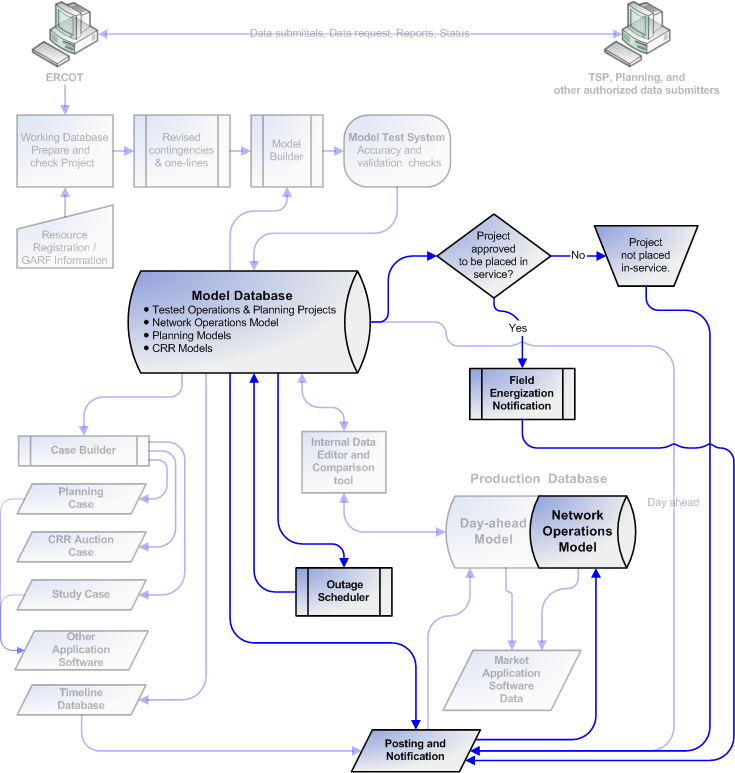 Data submittals, Data request, Reports, Status
ERCOT
TSP, Planning, and
other authorized data submitters
Working Database
Prepare and
check Project
Revised
contingencies
& one-lines
Model
Builder
Model Test System
Accuracy and
validation checks
Resource
Registration /
GARF Information
Project
approved
to be placed in
service?
No
Project
not placed
in-service.
Yes
Model Database
• Tested Operations & Planning Projects
• Network Operations Model
• Planning Models
• CRR Models
Field
Energization
Notification
Case Builder
Internal Data
Editor and
Comparison
tool
Planning
Case
CRR Auction
Case
Study Case
Other
Application
Software
Timeline
Database
Production Database
Day-ahead
Model
Network
Operations
Model
Day ahead
Outage
Scheduler
Market
Application
Software
Data
Posting and
Notification